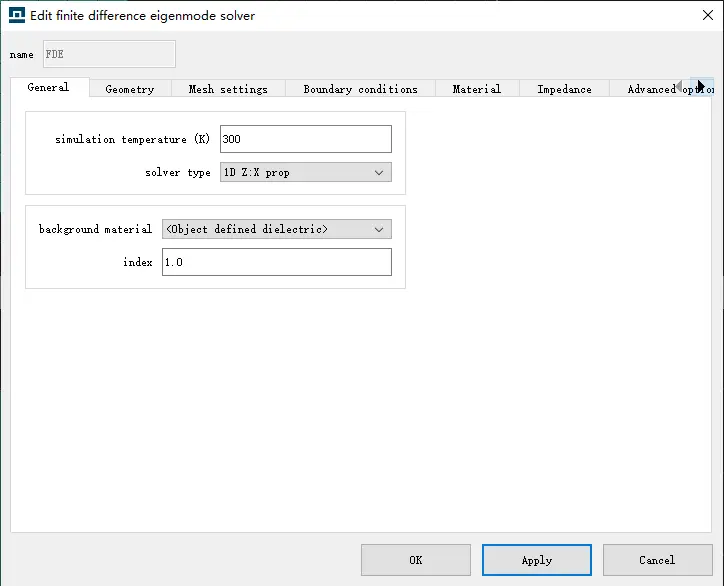 Edit finite difference eigenmode solver
name FDE
General Geometry Mesh settings Boundary conditions Material Impedance Advanced option
simulation temperature (K) 300
solver type 1D Z:X prop
background material <Object defined dielectric>
index 1.0
OK Apply Cancel